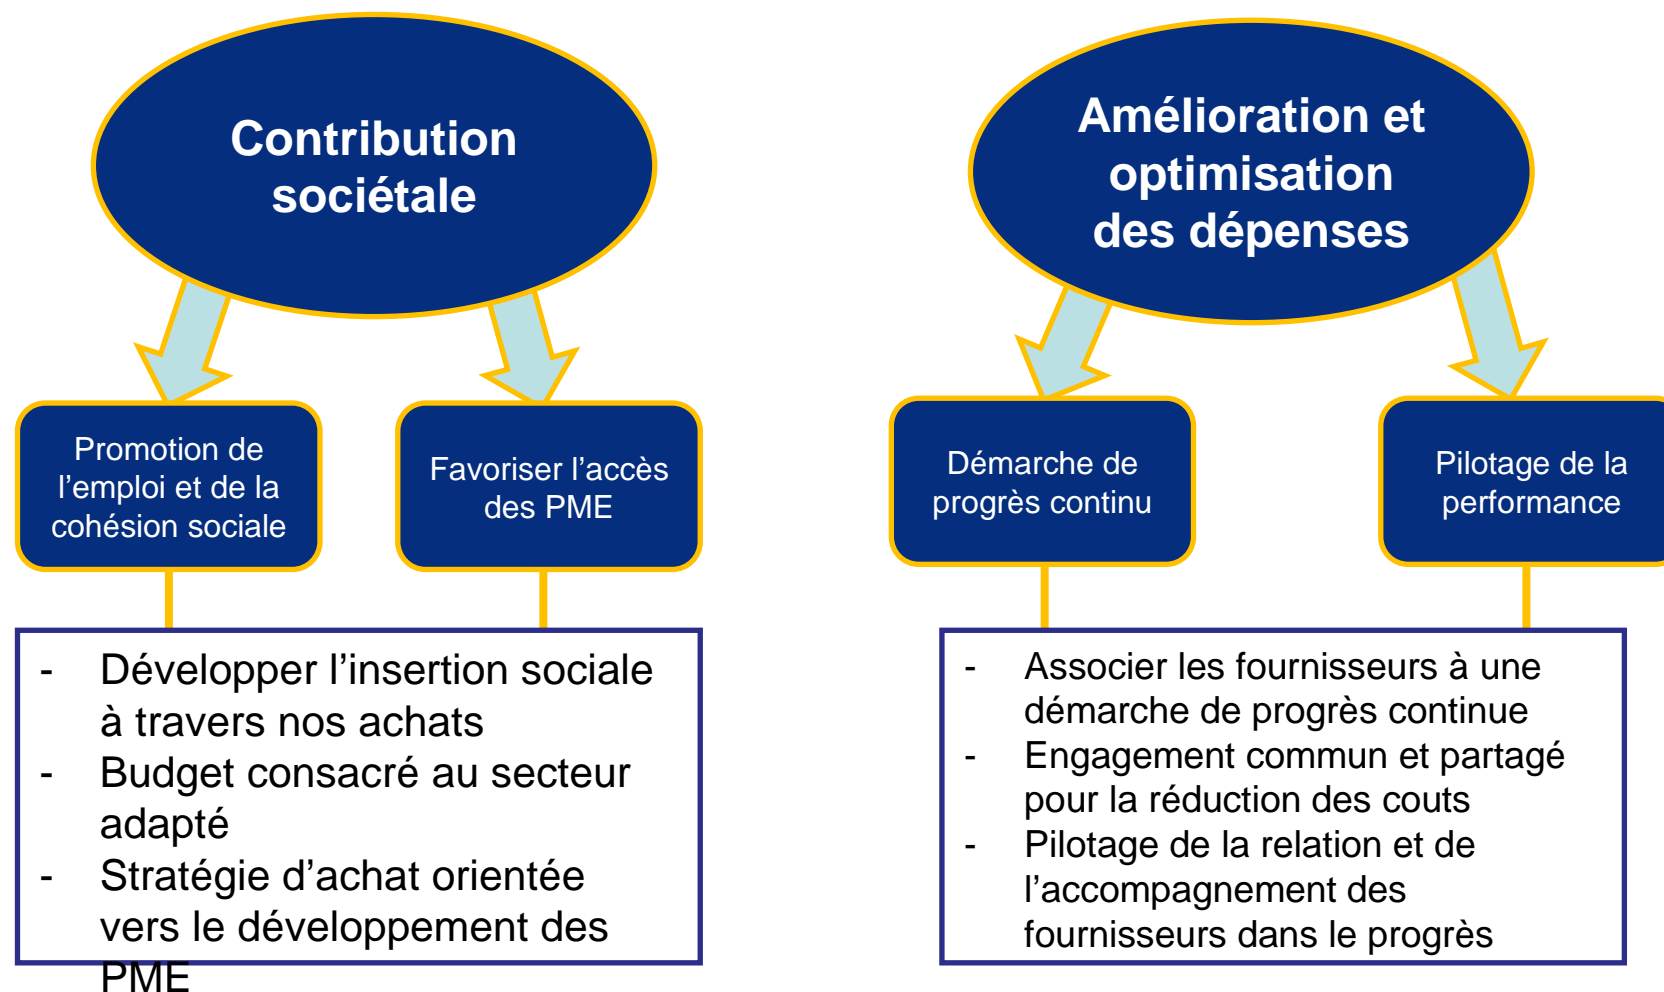 Contribution
sociétale
Promotion de
l’emploi et de la
cohésion sociale
Favoriser l’accès
des PME
-	Développer l’insertion sociale
à travers nos achats
-	Budget consacré au secteur
adapté
-	Stratégie d’achat orientée
vers le développement des
PME
Amélioration et
optimisation
des dépenses
Démarche de
progrès continu
Pilotage de la
performance
-	Associer les fournisseurs à une
démarche de progrès continue
-	Engagement commun et partagé
pour la réduction des couts
-	Pilotage de la relation et de
l’accompagnement des
fournisseurs dans le progrès